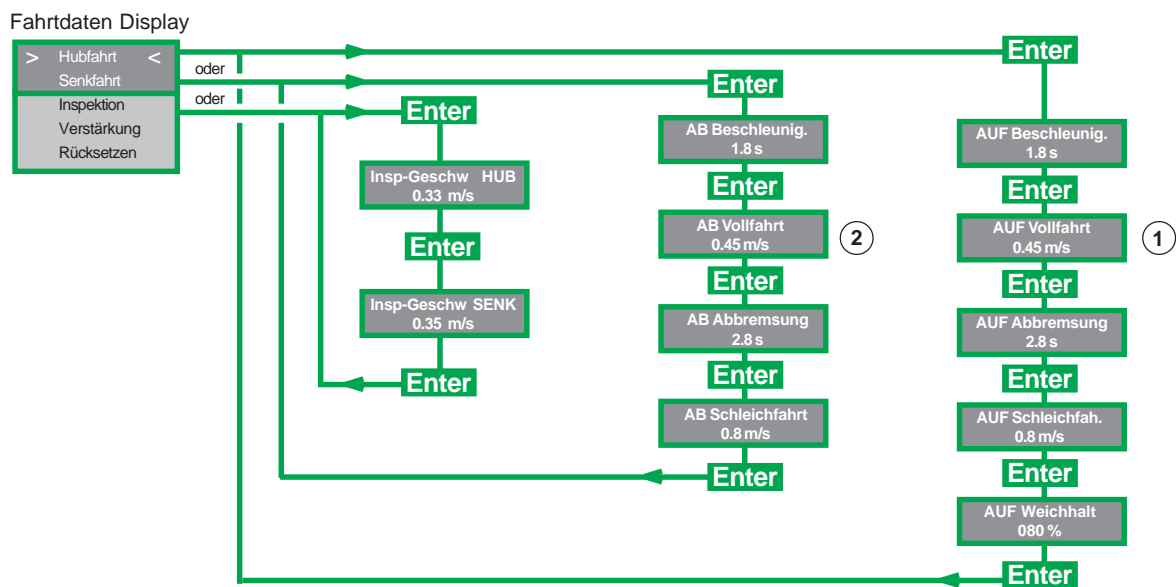 Fahrtdaten Display
> Hubfahrt <
Senkfahrt
Inspektion
Verstärkung
Rücksetzen
oder
oder
Enter
Insp-Geschw HUB
0.33 m/s
Enter
Insp-Geschw SENK
0.35 m/s
Enter
Enter
AB Beschleunig.
1.8 s
Enter
AB Vollfahrt
0.45 m/s
2
Enter
AB Abbremsung
2.8 s
Enter
AB Schleichfahrt
0.8 m/s
Enter
Enter
AUF Beschleunig.
1.8 s
Enter
AUF Vollfahrt
0.45 m/s
1
Enter
AUF Abbremsung
2.8 s
Enter
AUF Schleichfah.
0.8 m/s
Enter
AUF Weichhalt
080 %
Enter